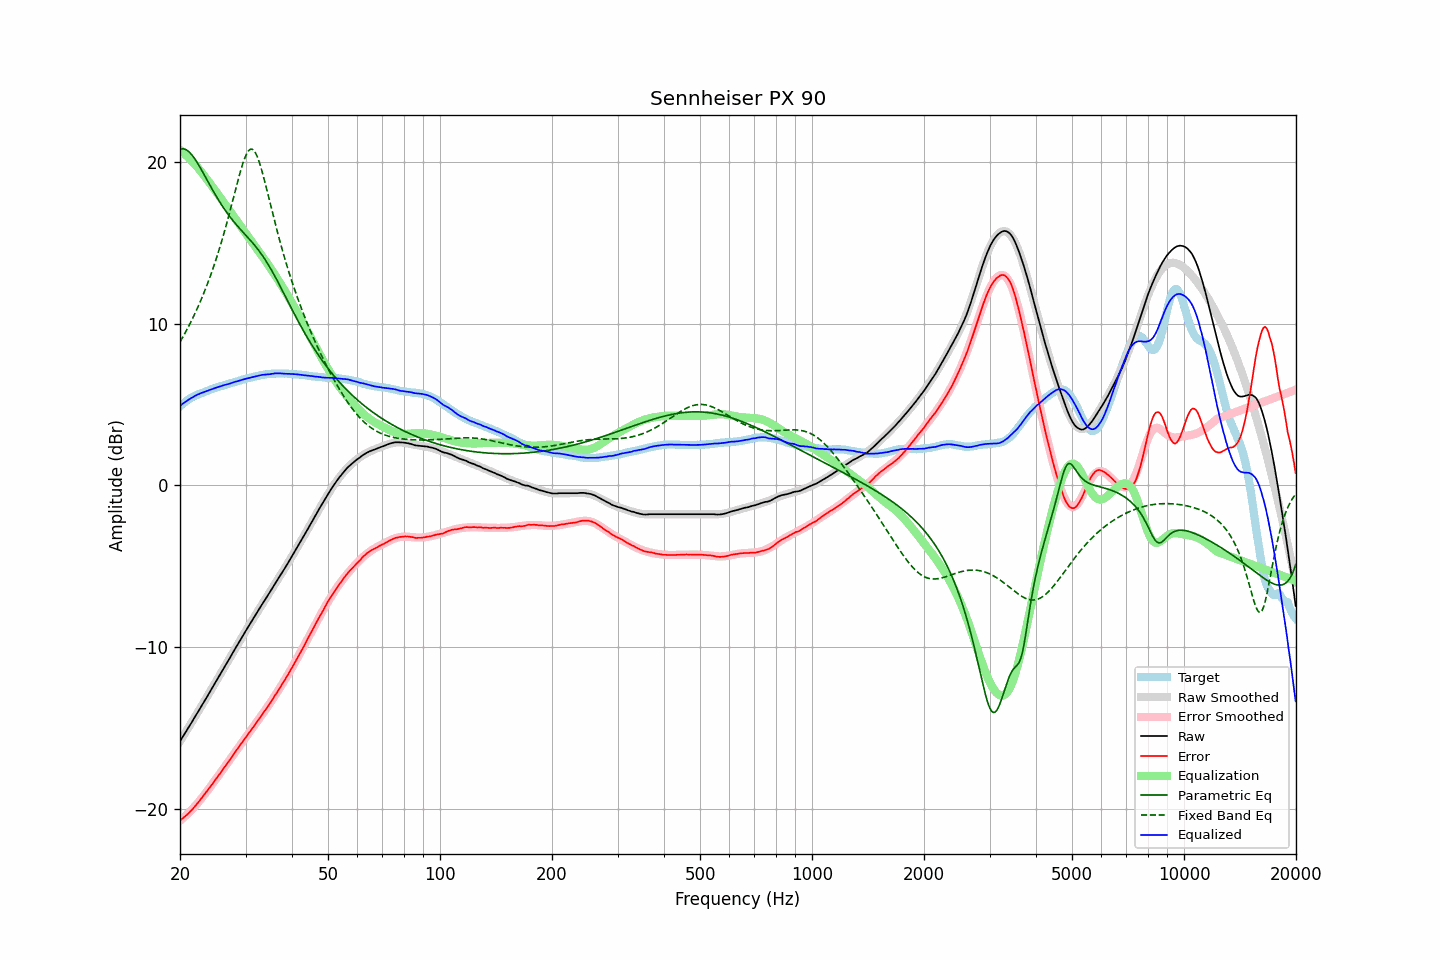 Sennheiser PX 90
Amplitude (dBr)
20
10
0
−10
−20
20
50
100
200
500
1000
2000
5000
10000
20000
Frequency (Hz)
Target
Raw Smoothed
Error Smoothed
Raw
Error
Equalization
Parametric Eq
Fixed Band Eq
Equalized